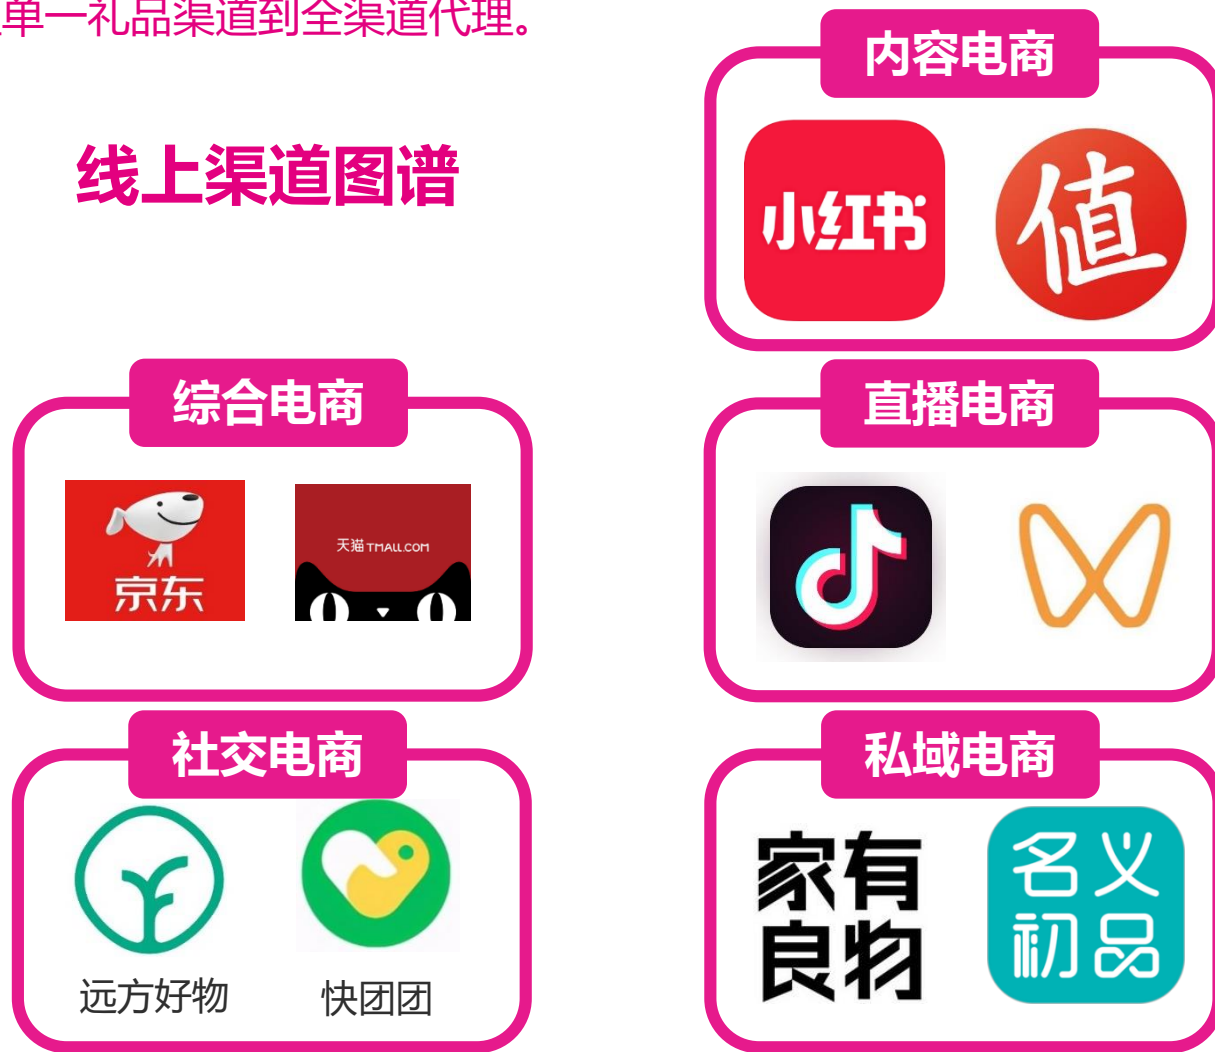 单一礼品渠道到全渠道代理。
线上渠道图谱
内容电商
小红书
值
综合电商
京东
天猫 TMALL.COM
直播电商
社交电商
远方好物
快团团
私域电商
家有
良物
名义
初品